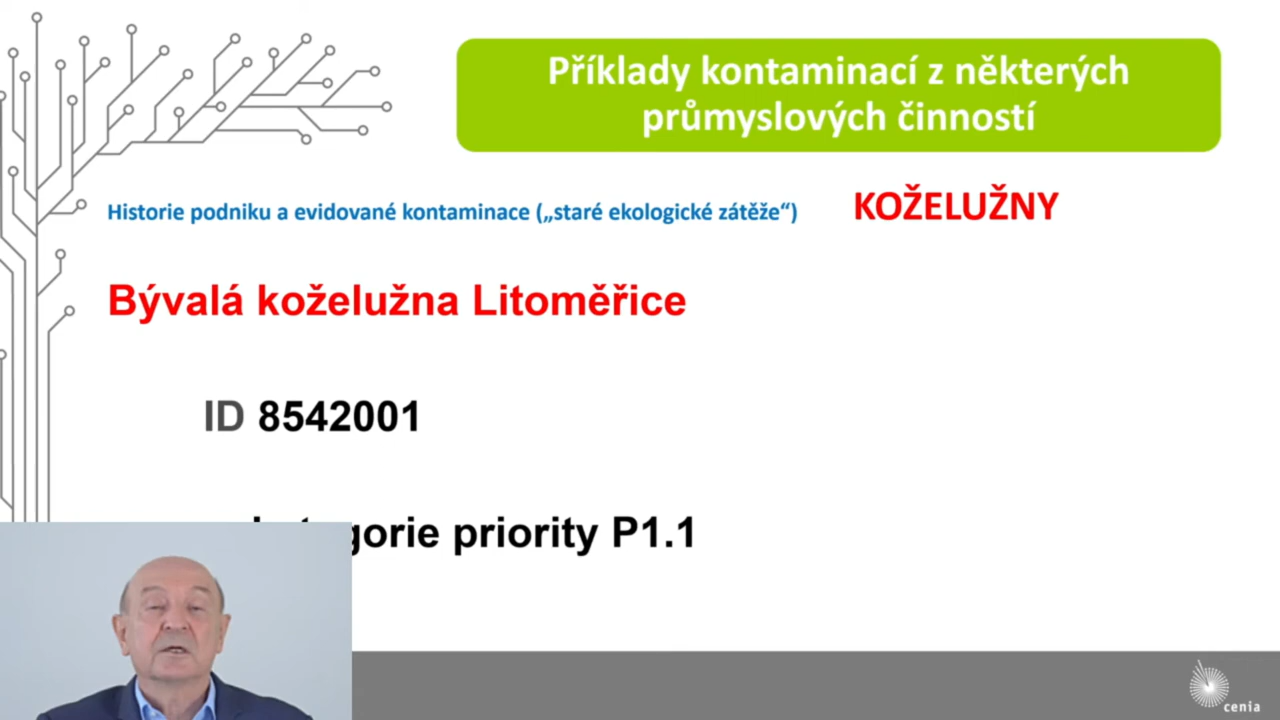 Příklady kontaminací z některých
průmyslových činností
Historie podniku a evidované kontaminace („staré ekologické zátěže“) KOŽELUŽNY
Bývalá koželužna Litoměřice
ID 8542001
priority P1.1
cenia